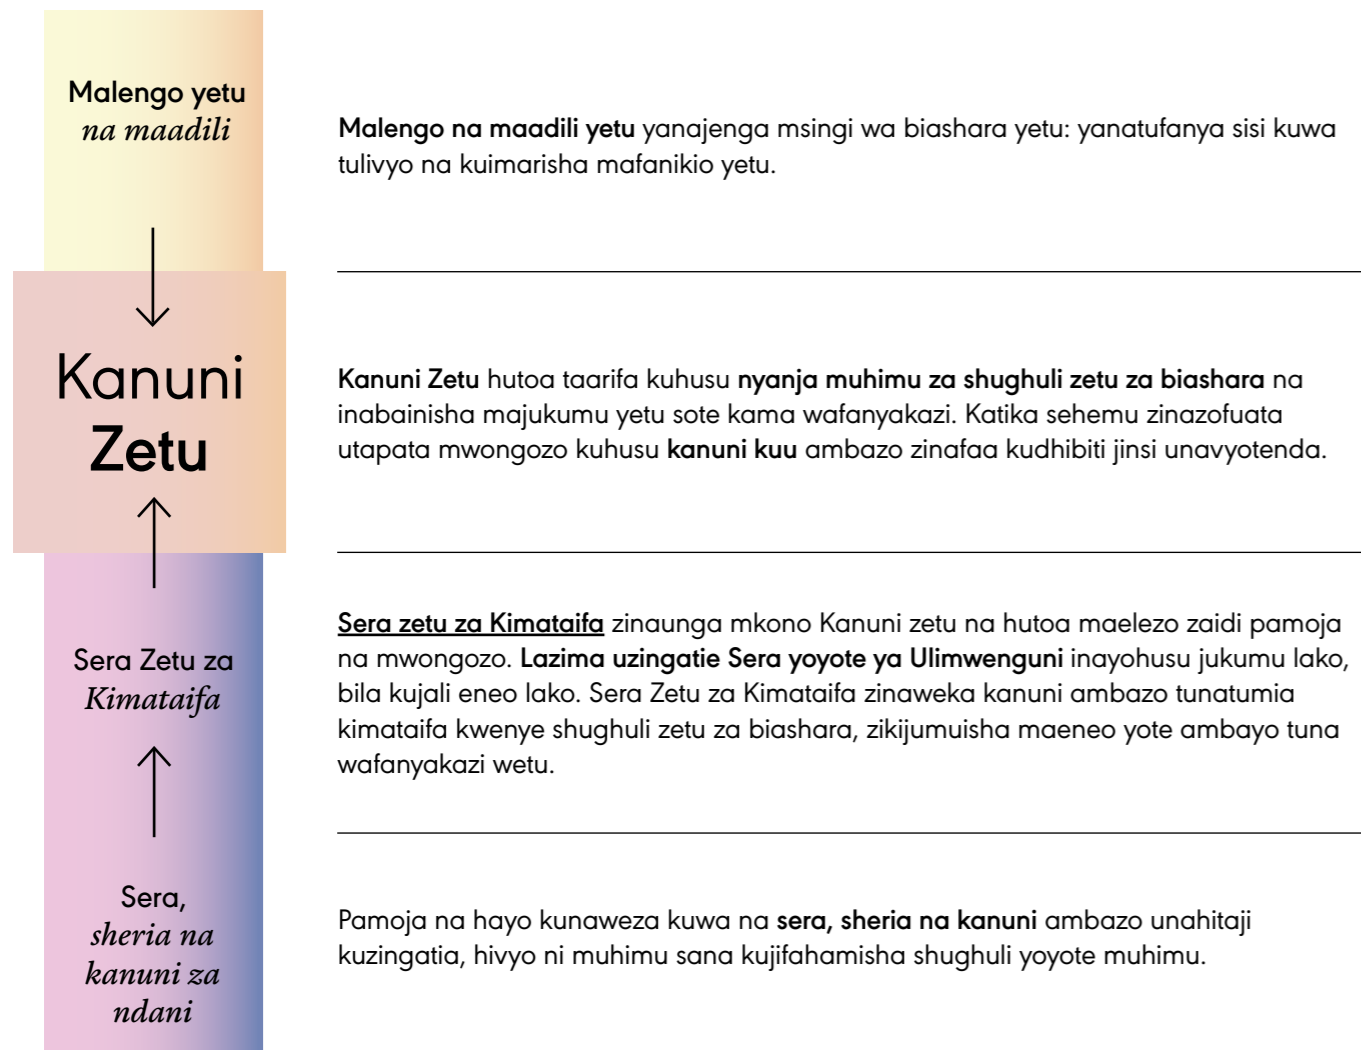 Malengo yetu
na maadili
Malengo na maadili yetu yanajenga msingi wa biashara yetu: yanatufanya sisi kuwa
tulivyo na kuimarisha mafanikio yetu.
Kanuni
Zetu
Kanuni Zetu hutoa taarifa kuhusu nyanja muhimu za shughuli zetu za biashara na
inabainisha majukumu yetu sote kama wafanyakazi. Katika sehemu zinazofuata
utapata mwongozo kuhusu kanuni kuu ambazo zinafaa kudhibiti jinsi unavyotenda.
Sera Zetu za
Kimataifa
Sera zetu za Kimataifa zinaunga mkono Kanuni zetu na hutoa maelezo zaidi pamoja
na mwongozo. Lazima uzingatie Sera yoyote ya Ulimwenguni inayohusu jukumu lako,
bila kujali eneo lako. Sera Zetu za Kimataifa zinaweka kanuni ambazo tunatumia
kimataifa kwenye shughuli zetu za biashara, zikijumuisha maeneo yote ambayo tuna
wafanyakazi wetu.
Sera,
sheria na
kanuni za
ndani
Pamoja na hayo kunaweza kuwa na sera, sheria na kanuni ambazo unahitaji
kuzingatia, hivyo ni muhimu sana kujifahamisha shughuli yoyote muhimu.